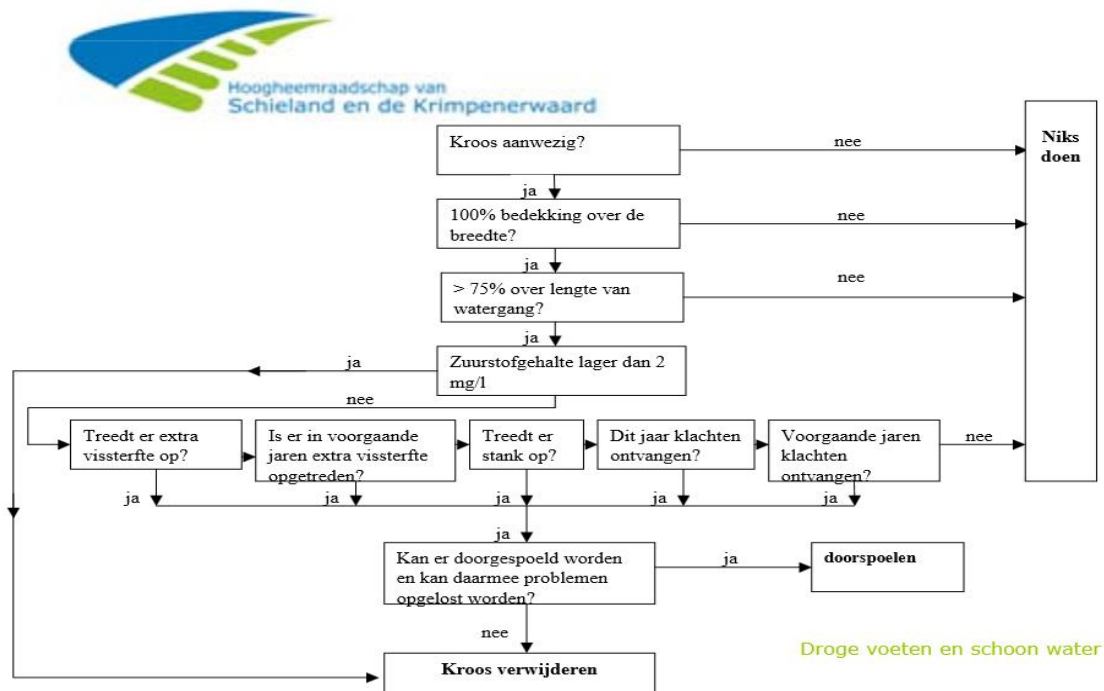 Hoogheemraadschap van
Schieland en de Krimpenerwaard
Kroos aanwezig?
nee
Niks
doen
ja
100% bedekking over de
breedte?
nee
ja
> 75% over lengte van
watergang?
nee
ja
Zuurstofgehalte lager dan 2
mg/l
ja
nee
Treedt er extra
vissterfte op?
Is er in voorgaande
jaren extra vissterfte
opgetreden?
Treedt er
stank op?
Dit jaar klachten
ontvangen?
Voorgaande jaren
klachten
ontvangen?
nee
ja
ja
ja
ja
ja
ja
Kan er doorgespoeld worden
en kan daarmee problemen
opgelost worden?
ja
doorspoelen
nee
Kroos verwijderen
Droge voeten en schoon water